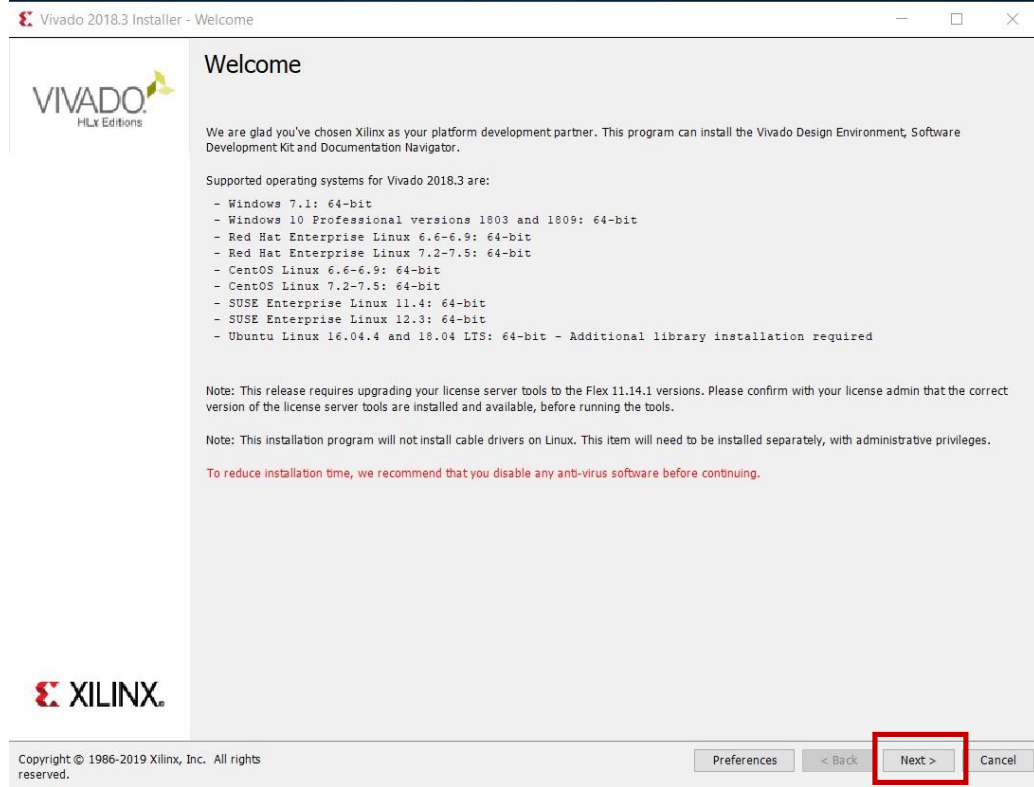 Vivado 2018.3 Installer - Welcome
VIVADO.
HLx Editions
Welcome
We are glad you've chosen Xilinx as your platform development partner. This program can install the Vivado Design Environment, Software
Development Kit and Documentation Navigator.
Supported operating systems for Vivado 2018.3 are:
- Windows 7.1: 64-bit
- Windows 10 Professional versions 1803 and 1809: 64-bit
- Red Hat Enterprise Linux 6.6-6.9: 64-bit
- Red Hat Enterprise Linux 7.2-7.5: 64-bit
- CentOS Linux 6.6-6.9: 64-bit
- CentOS Linux 7.2-7.5: 64-bit
- SUSE Enterprise Linux 11.4: 64-bit
- SUSE Enterprise Linux 12.3: 64-bit
- Ubuntu Linux 16.04.4 and 18.04 LTS: 64-bit - Additional library installation required
Note: This release requires upgrading your license server tools to the Flex 11.14.1 versions. Please confirm with your license admin that the correct
version of the license server tools are installed and available, before running the tools.
Note: This installation program will not install cable drivers on Linux. This item will need to be installed separately, with administrative privileges.
To reduce installation time, we recommend that you disable any anti-virus software before continuing.
XILINX.
Copyright © 1986-2019 Xilinx, Inc. All rights
reserved.
Preferences
< Back
Next >
Cancel